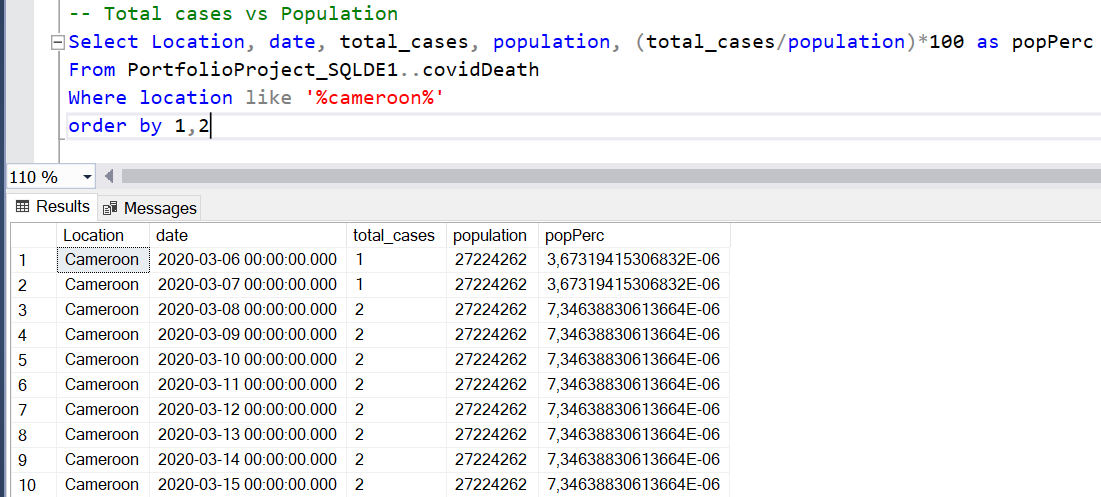 -- Total cases vs Population
Select Location, date, total_cases, population, (total_cases/population)*100 as popPerc
From PortfolioProject_SQLDE1..covidDeath
Where location like '%cameroon%'
order by 1,2
110 %
Results Messages
Location date total_cases population popPerc
1 Cameroon 2020-03-06 00:00:00.000 1 27224262 3,67319415306832E-06
2 Cameroon 2020-03-07 00:00:00.000 1 27224262 3,67319415306832E-06
3 Cameroon 2020-03-08 00:00:00.000 2 27224262 7,34638830613664E-06
4 Cameroon 2020-03-09 00:00:00.000 2 27224262 7,34638830613664E-06
5 Cameroon 2020-03-10 00:00:00.000 2 27224262 7,34638830613664E-06
6 Cameroon 2020-03-11 00:00:00.000 2 27224262 7,34638830613664E-06
7 Cameroon 2020-03-12 00:00:00.000 2 27224262 7,34638830613664E-06
8 Cameroon 2020-03-13 00:00:00.000 2 27224262 7,34638830613664E-06
9 Cameroon 2020-03-14 00:00:00.000 2 27224262 7,34638830613664E-06
10 Cameroon 2020-03-15 00:00:00.000 2 27224262 7,34638830613664E-06